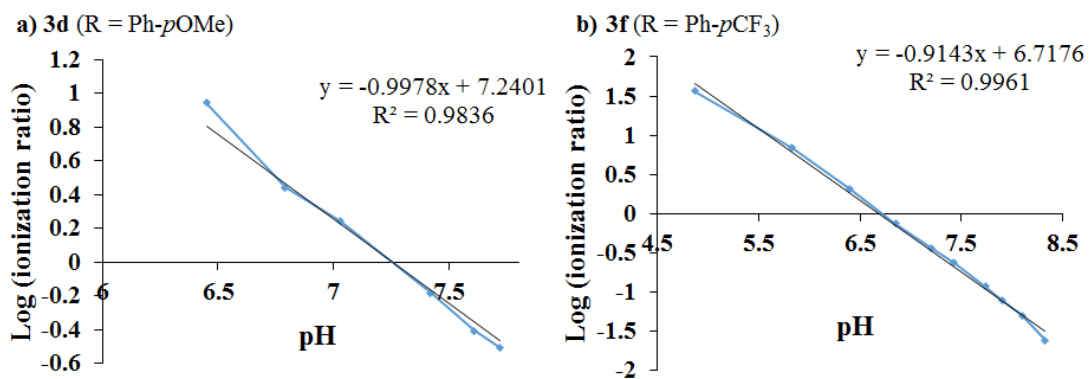 a) 3d (R = Ph-pOMe)
1.2
1
0.8
0.6
0.4
0.2
0
-0.2
-0.4
-0.6
Log (ionization ratio)
y = -0.9978x + 7.2401
R² = 0.9836
6 6.5 7 7.5
pH
b) 3f (R = Ph-pCF₃)
2
1.5
1
0.5
0
-0.5
-1
-1.5
-2
Log (ionization ratio)
y = -0.9143x + 6.7176
R² = 0.9961
4.5 5.5 6.5 7.5 8.5
pH